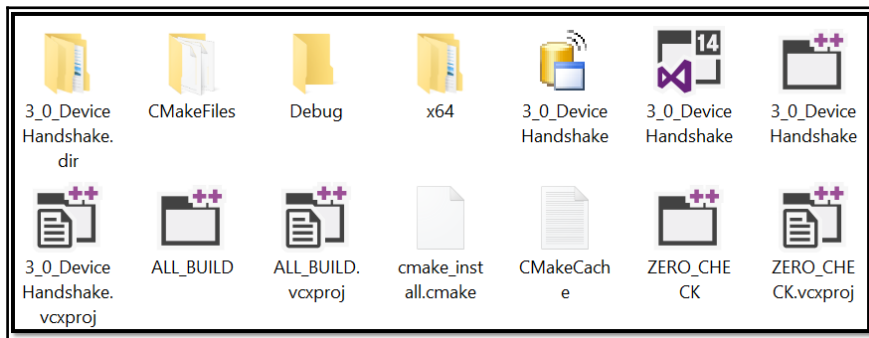 14
++
3_0_Device CMakeFiles Debug x64 3_0_Device 3_0_Device 3_0_Device
Handshake. Handshake Handshake Handshake
dir
++ ++ ++ ++ ++
3_0_Device ALL_BUILD ALL_BUILD. cmake_inst CMakeCach ZERO_CHE ZERO_CHE
Handshake. vcxproj all.cmake e CK CK.vcxproj
vcxproj